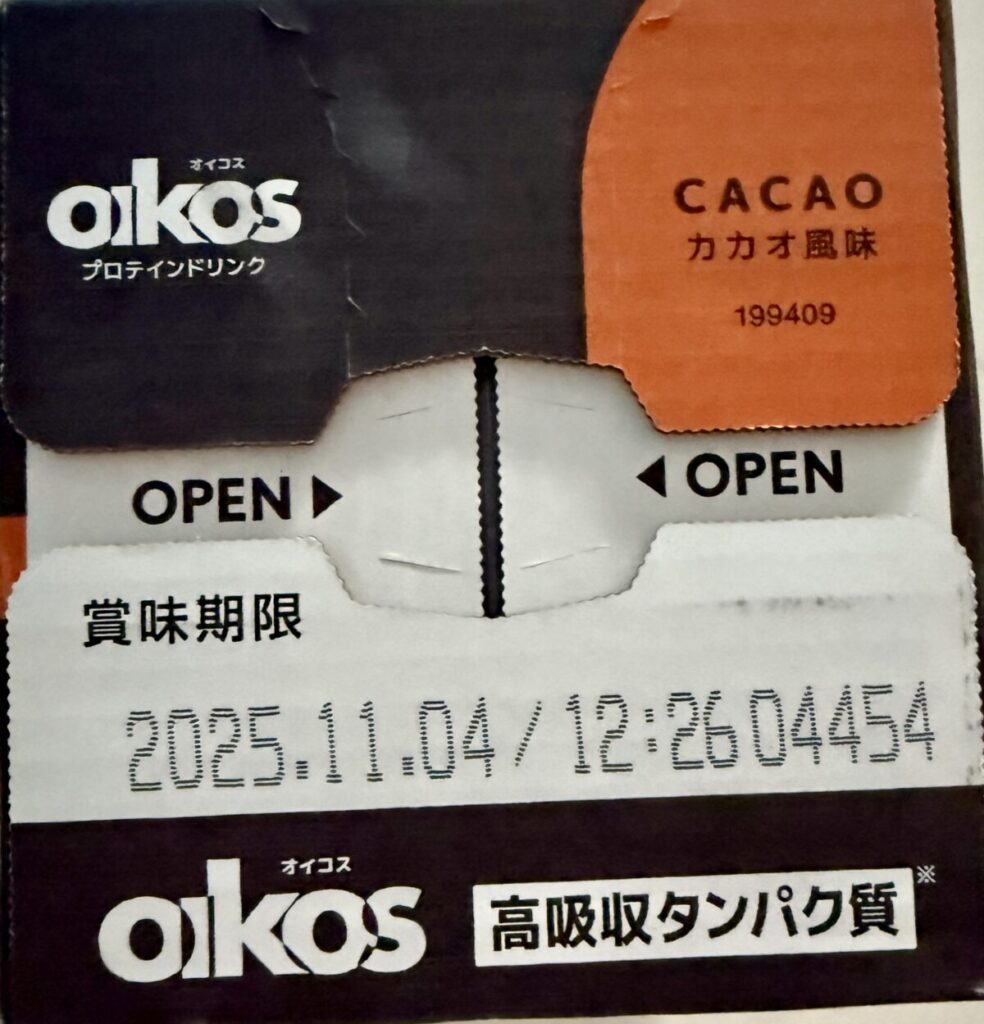 オイコス
oikos
プロテインドリンク
CACAO
カカオ風味
199409
OPEN ▶
◀ OPEN
賞味期限
2025.11.04/12:26 04454
オイコス
oikos
高吸収タンパク質※